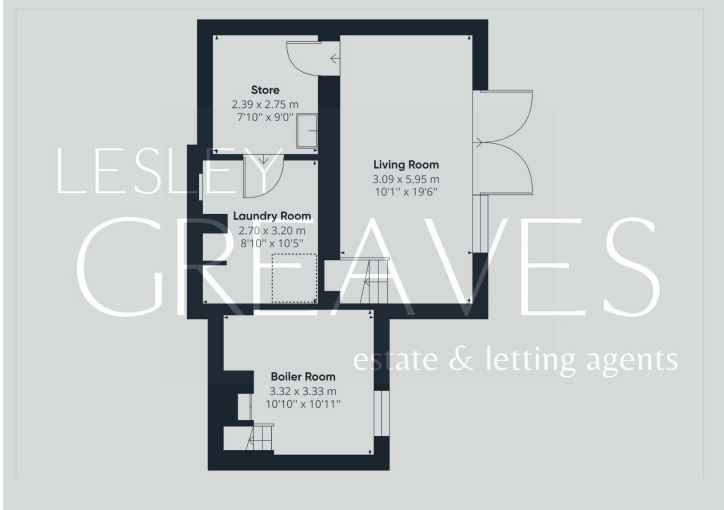 Store
2.39 x 2.75 m
7'10" x 9'0"
Living Room
3.09 x 5.95 m
10'1" x 19'6"
Laundry Room
2.70 x 3.20 m
8'10" x 10'5"
Boiler Room
3.32 x 3.33 m
10'10" x 10'11"
LESLEY
GREAVES
estate & letting agents